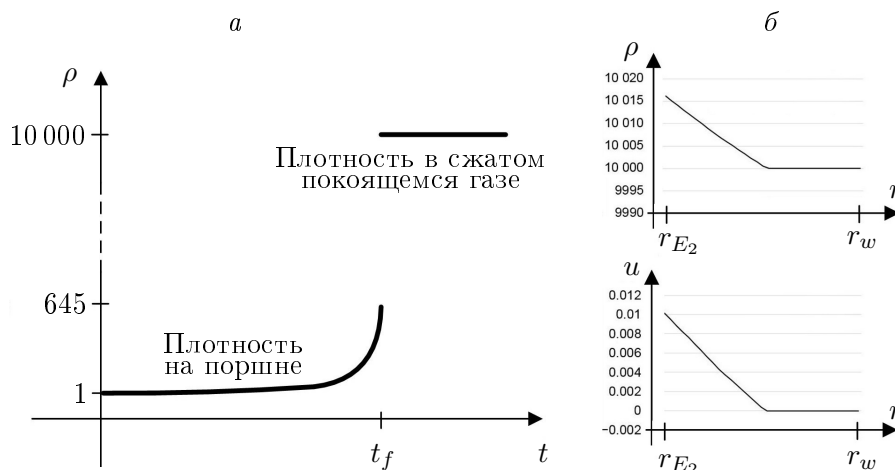 а
ρ
10 000
Плотность в сжатом
покоящемся газе
645
Плотность
на поршне
1
t_f
t
б
ρ
10 020
10 015
10 010
10 005
10 000
9995
9990
r
r_{E_2}
r_w
u
0.012
0.01
0.008
0.006
0.004
0.002
0
−0.002
r
r_{E_2}
r_w